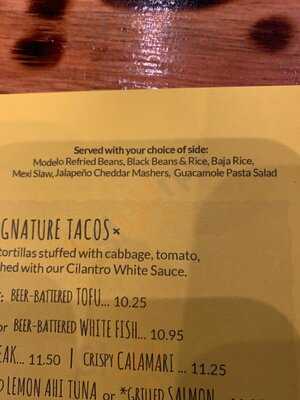 Served with your choice of side:
Modelo Refried Beans, Black Beans & Rice, Baja Rice,
Mexi Slaw, Jalapeño Cheddar Mashers, Guacamole Pasta Salad
GNATURE TACOS*
tortillas stuffed with cabbage, tomato,
hed with our Cilantro White Sauce.
BEER-BATTERED TOFU... 10.25
or BEER-BATTERED WHITE FISH... 10.95
EAK... 11.50 | CRISPY CALAMARI ... 11.25
LEMON AHI TUNA or *GRILLED SALMON